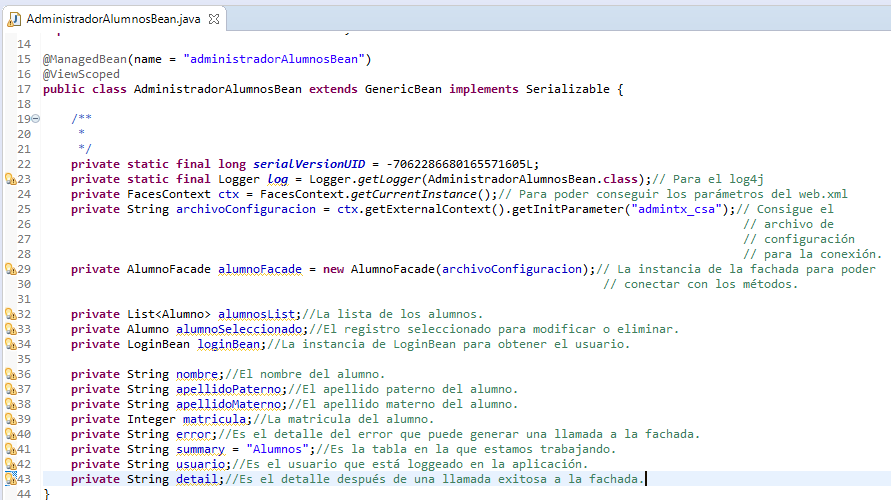 AdministradorAlumnosBean.java
14
15 @ManagedBean(name = "administradorAlumnosBean")
16 @ViewScoped
17 public class AdministradorAlumnosBean extends GenericBean implements Serializable {
18
19 /**
20 *
21 */
22 private static final long serialVersionUID = -7062286680165571605L;
23 private static final Logger log = Logger.getLogger(AdministradorAlumnosBean.class);// Para el log4j
24 private FacesContext ctx = FacesContext.getCurrentInstance();// Para poder conseguir los parámetros del web.xml
25 private String archivoConfiguracion = ctx.getExternalContext().getInitParameter("admintx_csa");// Consigue el
26 // archivo de
27 // configuración
28 // para la conexión.
29 private AlumnoFacade alumnoFacade = new AlumnoFacade(archivoConfiguracion);// La instancia de la fachada para poder
30 // conectar con los métodos.
31
32 private List<Alumno> alumnosList;//La lista de los alumnos.
33 private Alumno alumnoSeleccionado;//El registro seleccionado para modificar o eliminar.
34 private LoginBean loginBean;//La instancia de LoginBean para obtener el usuario.
35
36 private String nombre;//El nombre del alumno.
37 private String apellidoPaterno;//El apellido paterno del alumno.
38 private String apellidoMaterno;//El apellido materno del alumno.
39 private Integer matricula;//La matricula del alumno.
40 private String error;//Es el detalle del error que puede generar una llamada a la fachada.
41 private String summary = "Alumnos";//Es la tabla en la que estamos trabajando.
42 private String usuario;//Es el usuario que está loggeado en la aplicación.
43 private String detail;//Es el detalle después de una llamada exitosa a la fachada.
44 }